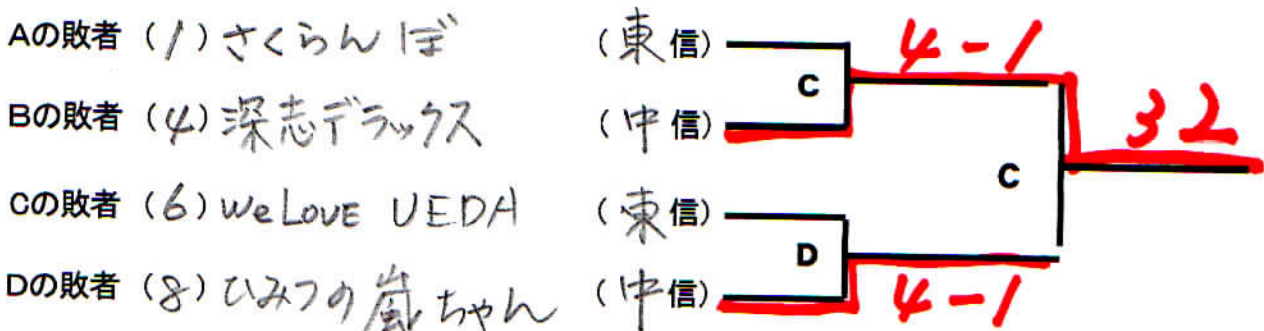 Aの敗者 (1) さくらんぼ (東信) 4-1
C
Bの敗者 (4) 深志デラックス (中信) 32
Cの敗者 (6) We LOVE UEDA (東信) C
D
Dの敗者 (8) ひみつの嵐ちゃん (中信) 4-1